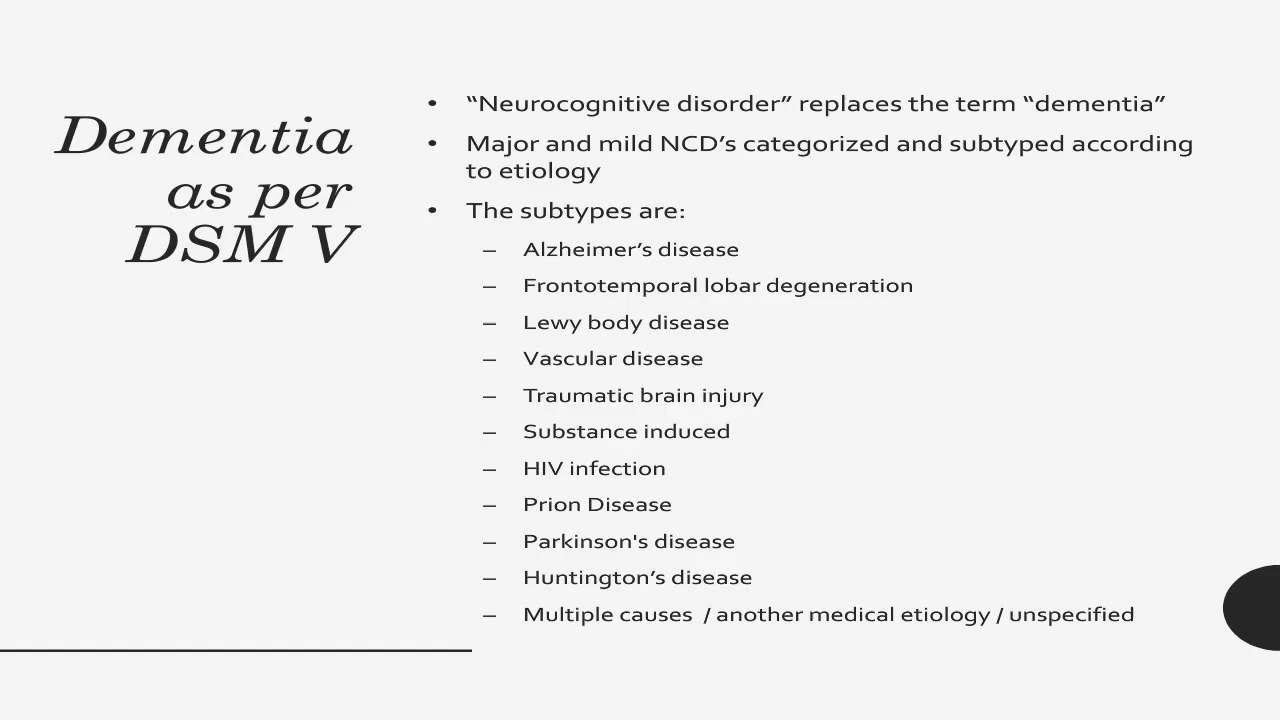 Dementia
as per
DSM V
• “Neurocognitive disorder” replaces the term “dementia”
• Major and mild NCD’s categorized and subtyped according
to etiology
• The subtypes are:
– Alzheimer’s disease
– Frontotemporal lobar degeneration
– Lewy body disease
– Vascular disease
– Traumatic brain injury
– Substance induced
– HIV infection
– Prion Disease
– Parkinson's disease
– Huntington’s disease
– Multiple causes / another medical etiology / unspecified